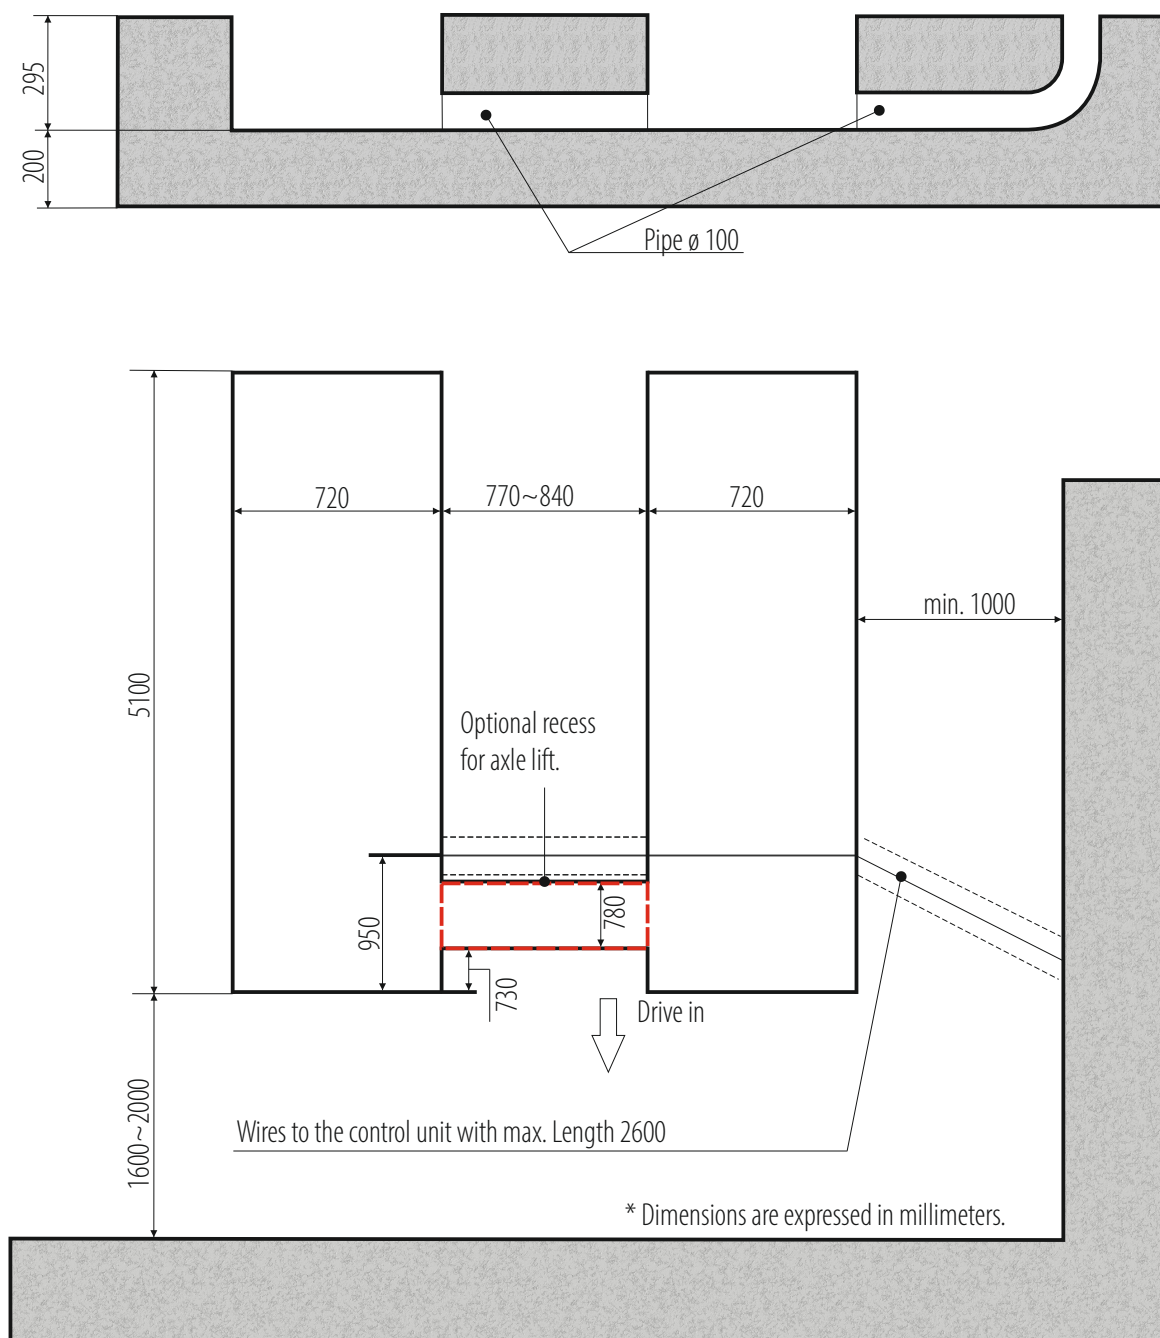 295
200
Pipe ø 100
720
770~840
720
min. 1000
5100
Optional recess
for axle lift.
950
780
730
Drive in
1600~2000
Wires to the control unit with max. Length 2600
* Dimensions are expressed in millimeters.